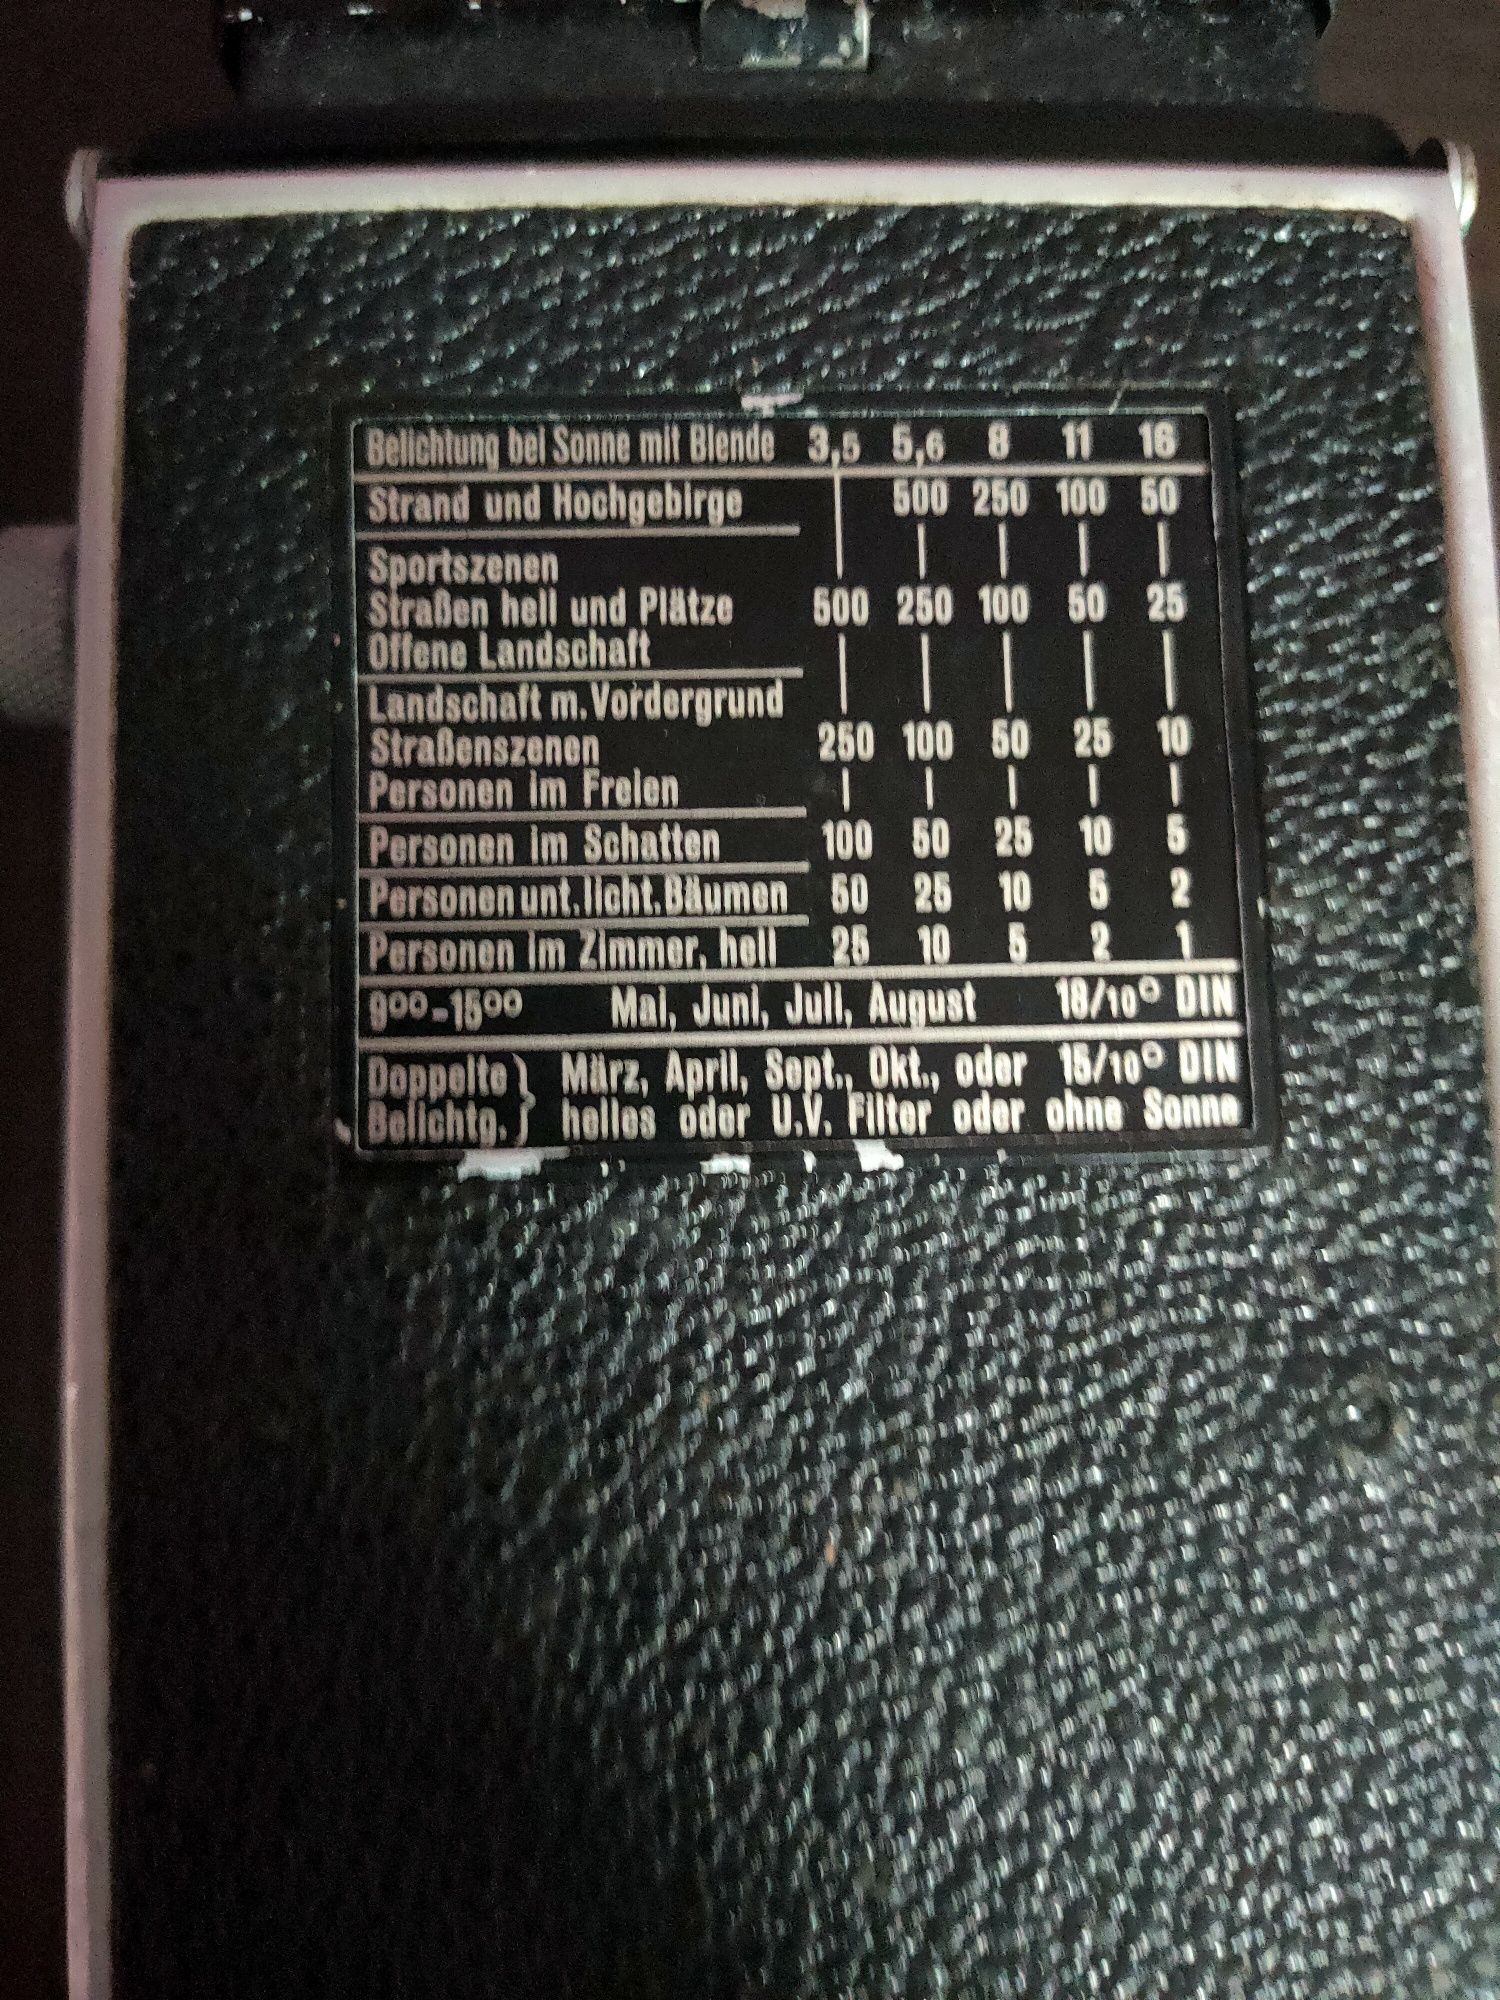 Belichtung bei Sonne mit Blende 3,5 5,6 8 11 16
Strand und Hochgebirge 500 250 100 50
Sportszenen
Straßen hell und Plätze 500 250 100 50 25
Offene Landschaft
Landschaft m. Vordergrund
Straßenszenen 250 100 50 25 10
Personen im Freien
Personen im Schatten 100 50 25 10 5
Personen unt. licht. Bäumen 50 25 10 5 2
Personen im Zimmer, hell 25 10 5 2 1
9⁰⁰-15⁰⁰ Mai, Juni, Juli, August 18/10° DIN
Doppelte } März, April, Sept., Okt., oder 15/10° DIN
Belichtg. } helles oder U.V. Filter oder ohne Sonne